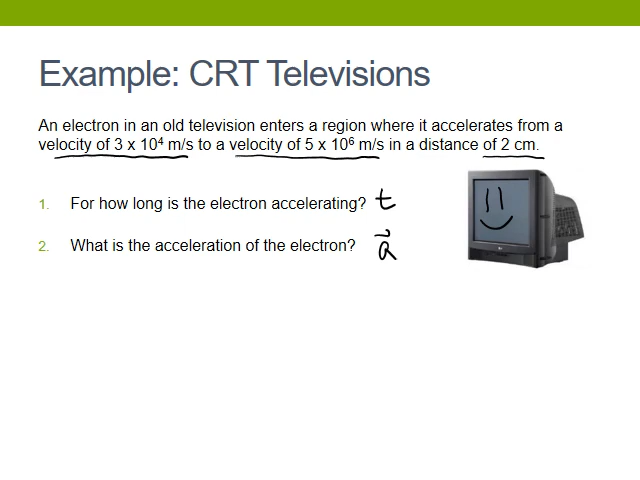 Example: CRT Televisions
An electron in an old television enters a region where it accelerates from a
velocity of 3 x 10⁴ m/s to a velocity of 5 x 10⁶ m/s in a distance of 2 cm.
1. For how long is the electron accelerating? t
2. What is the acceleration of the electron? a⃗